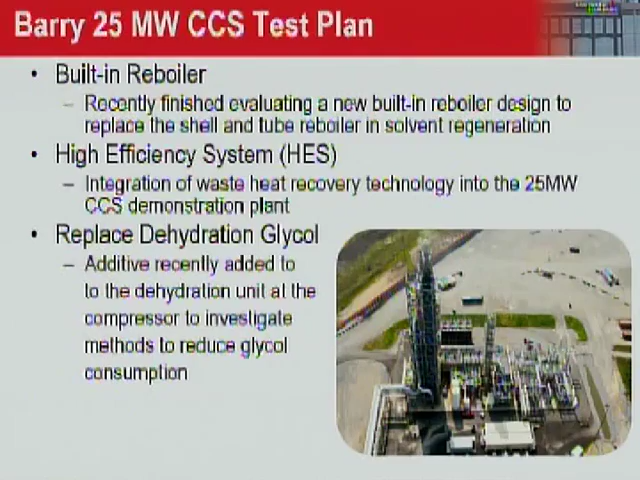 Barry 25 MW CCS Test Plan
• Built-in Reboiler
– Recently finished evaluating a new built-in reboiler design to
replace the shell and tube reboiler in solvent regeneration
• High Efficiency System (HES)
– Integration of waste heat recovery technology into the 25MW
CCS demonstration plant
• Replace Dehydration Glycol
– Additive recently added to
to the dehydration unit at the
compressor to investigate
methods to reduce glycol
consumption